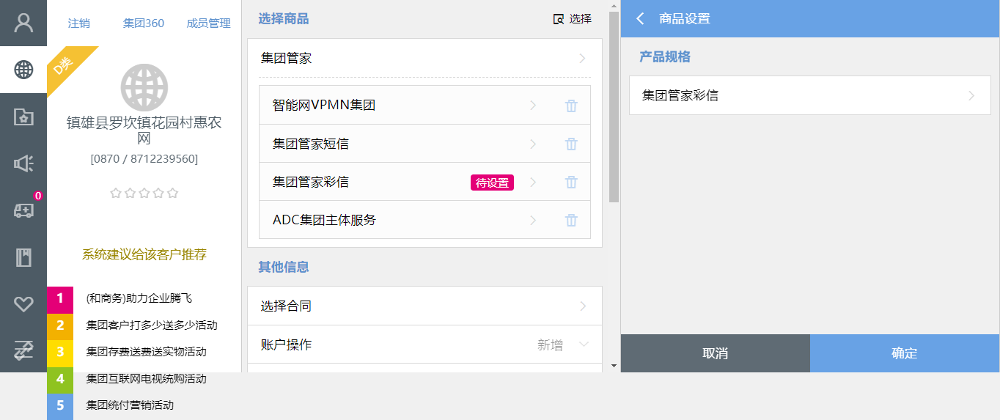 注销 集团360 成员管理
D类
镇雄县罗坎镇花园村惠农
网
[0870 / 8712239560]
0
系统建议给该客户推荐
1 (和商务)助力企业腾飞
2 集团客户打多少送多少活动
3 集团存费送费送实物活动
4 集团互联网电视统购活动
5 集团统付营销活动
选择商品 选择
集团管家
智能网VPMN集团
集团管家短信
集团管家彩信 待设置
ADC集团主体服务
其他信息
选择合同
账户操作 新增
商品设置
产品规格
集团管家彩信
取消 确定